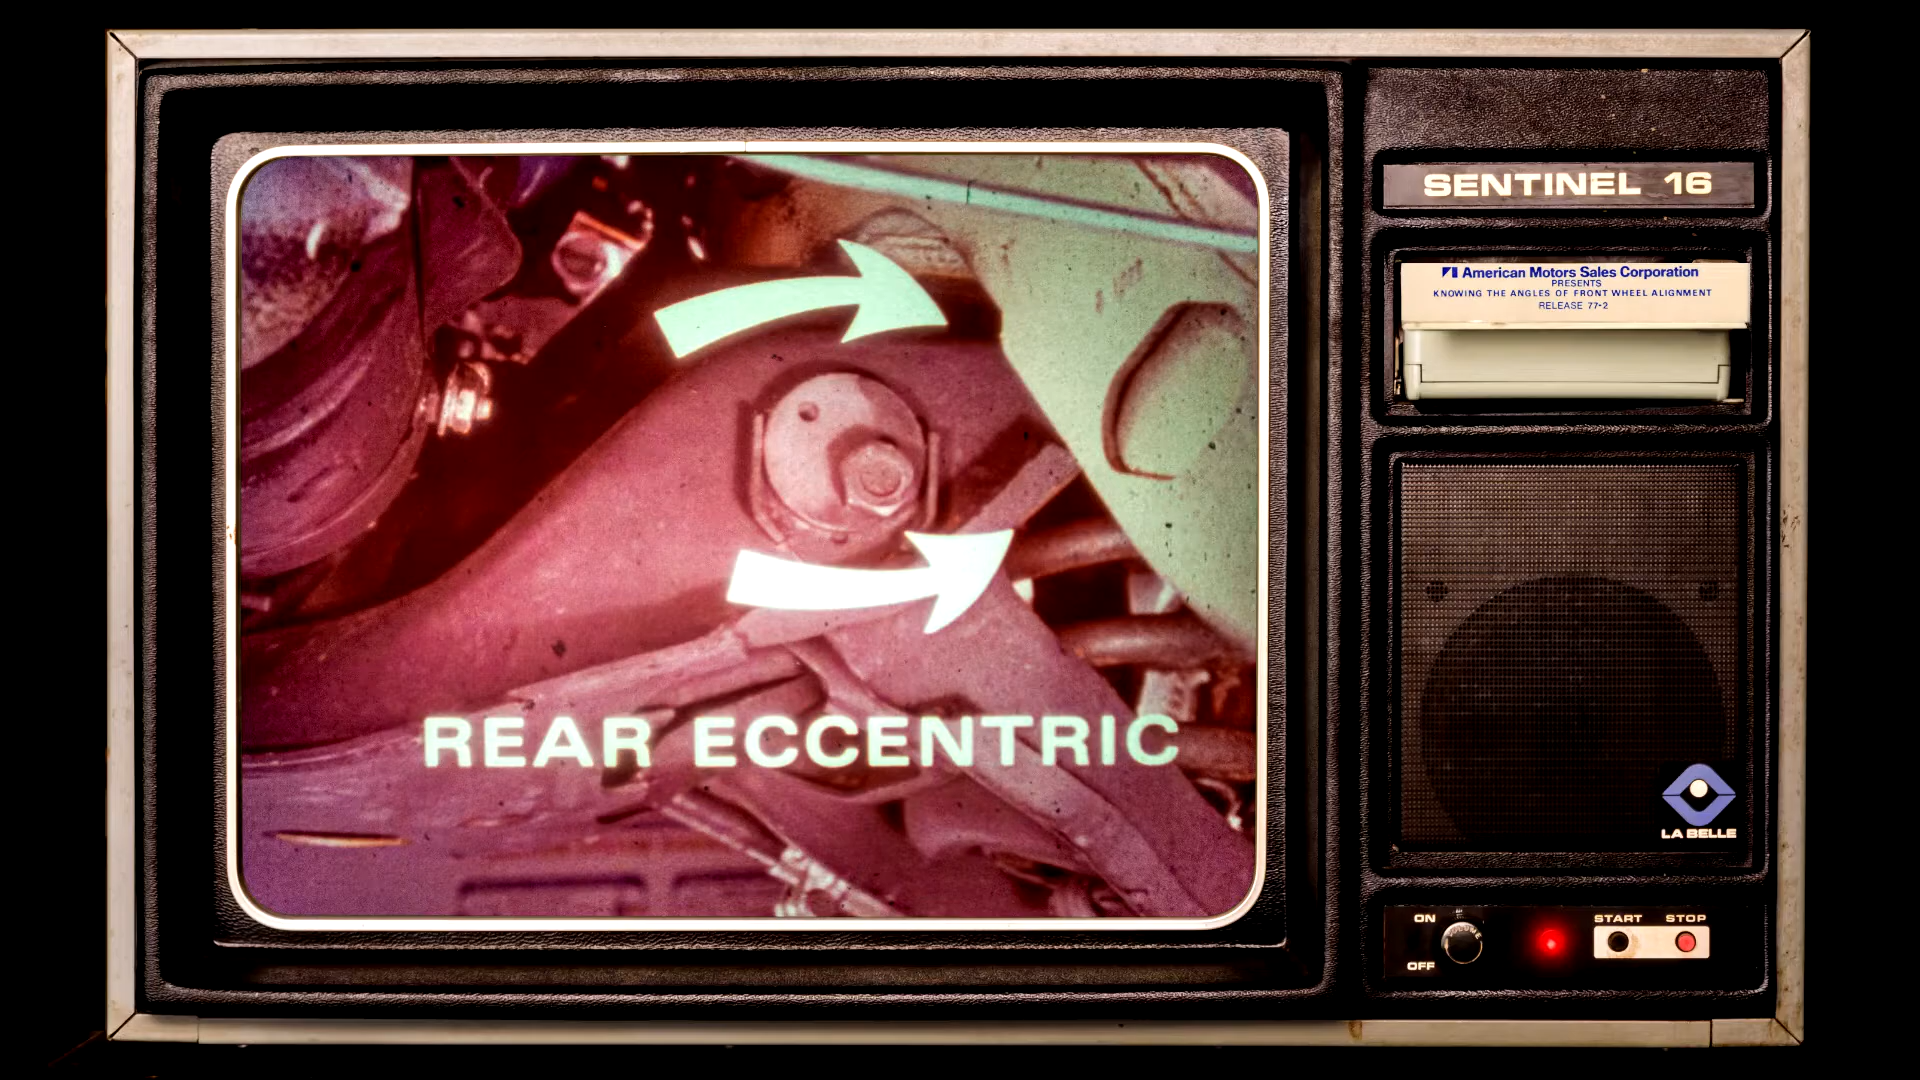 SENTINEL 16
American Motors Sales Corporation
PRESENTS
KNOWING THE ANGLES OF FRONT WHEEL ALIGNMENT
RELEASE 77-2
REAR ECCENTRIC
LA BELLE
ON
OFF
VOLUME
START STOP